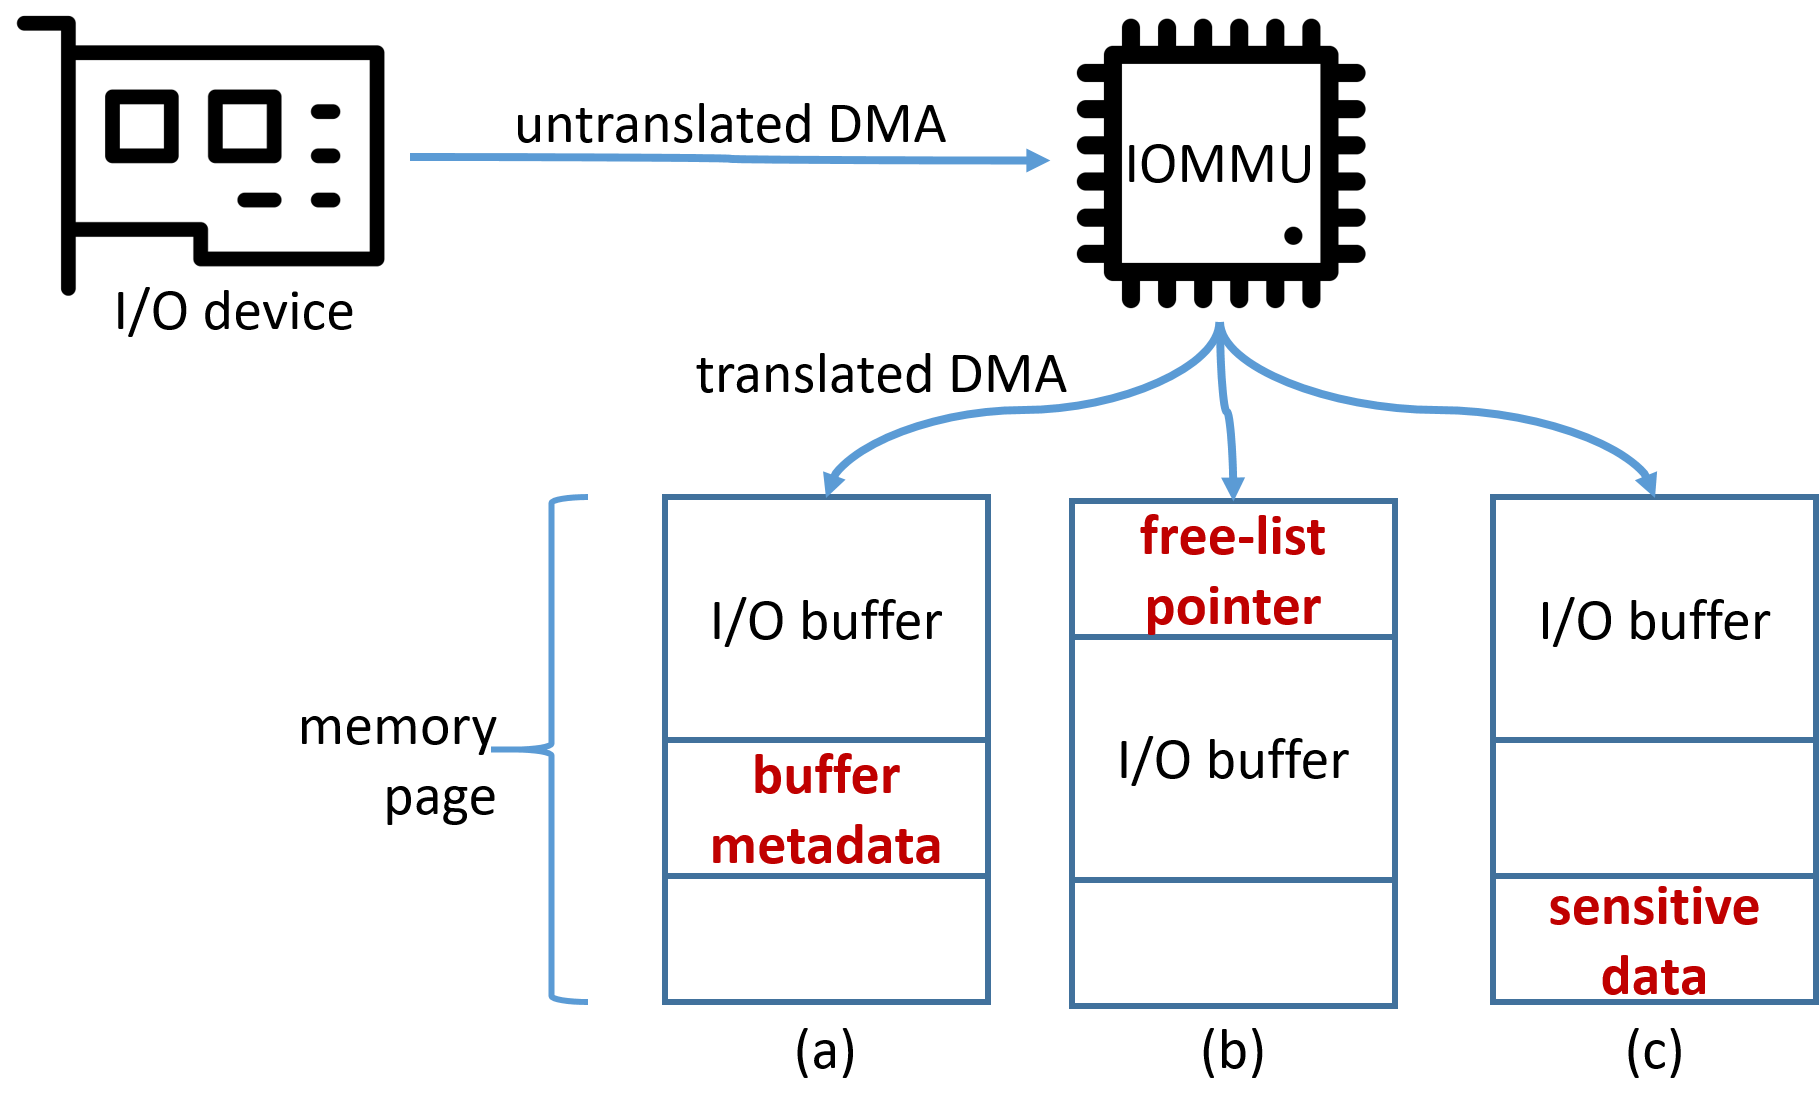 untranslated DMA
IOMMU
I/O device
translated DMA
memory
page
I/O buffer
buffer
metadata
(a)
free-list
pointer
I/O buffer
(b)
I/O buffer
sensitive
data
(c)